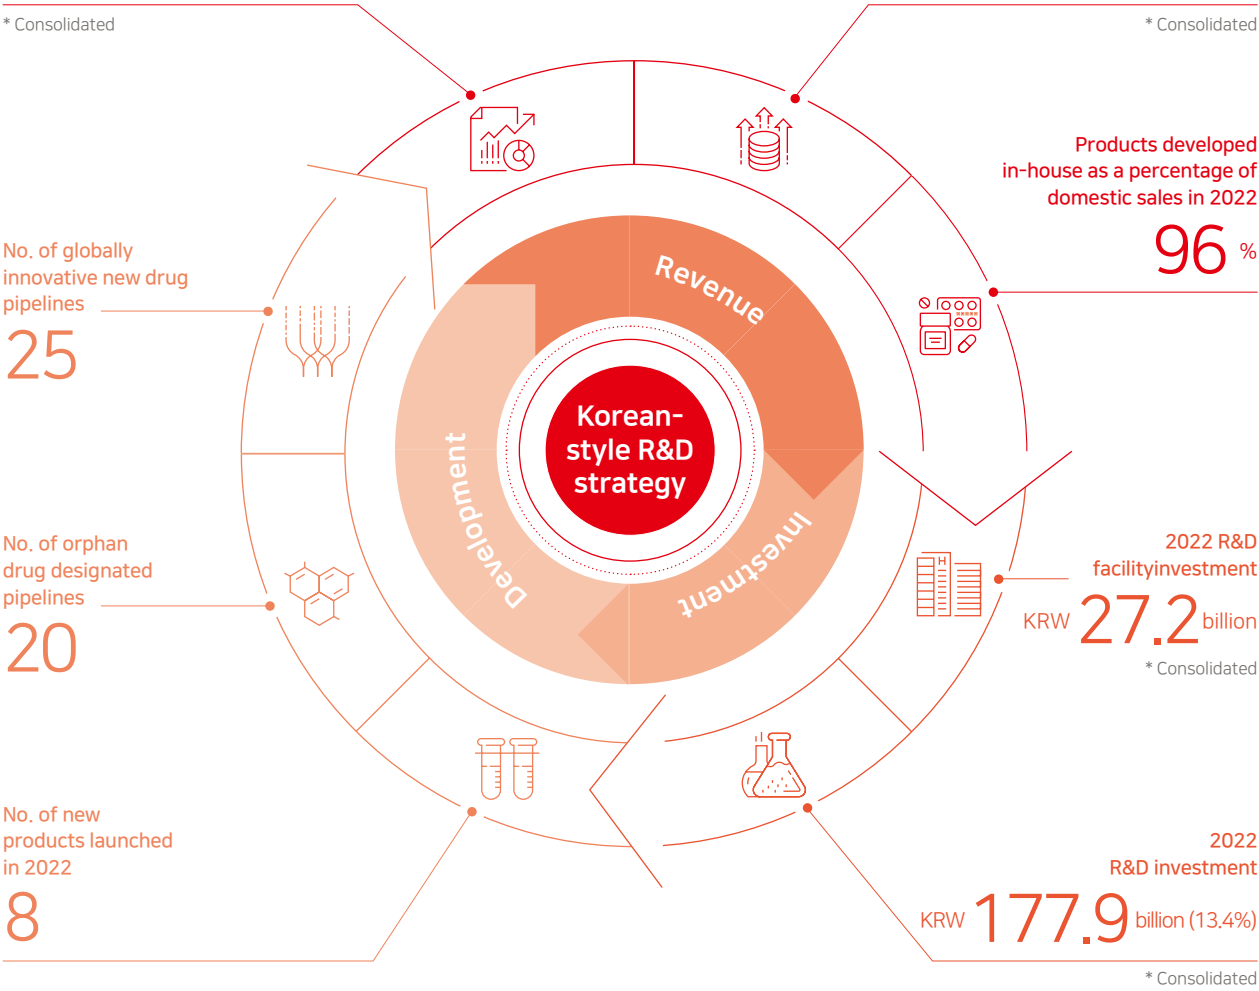 * Consolidated
* Consolidated
Products developed
in-house as a percentage of
domestic sales in 2022
96 %
No. of globally
innovative new drug
pipelines
25
Revenue
Investment
Development
Korean-
style R&D
strategy
No. of orphan
drug designated
pipelines
20
H
2022 R&D
facilityinvestment
KRW 27.2 billion
* Consolidated
No. of new
products launched
in 2022
8
2022
R&D investment
KRW 177.9 billion (13.4%)
* Consolidated